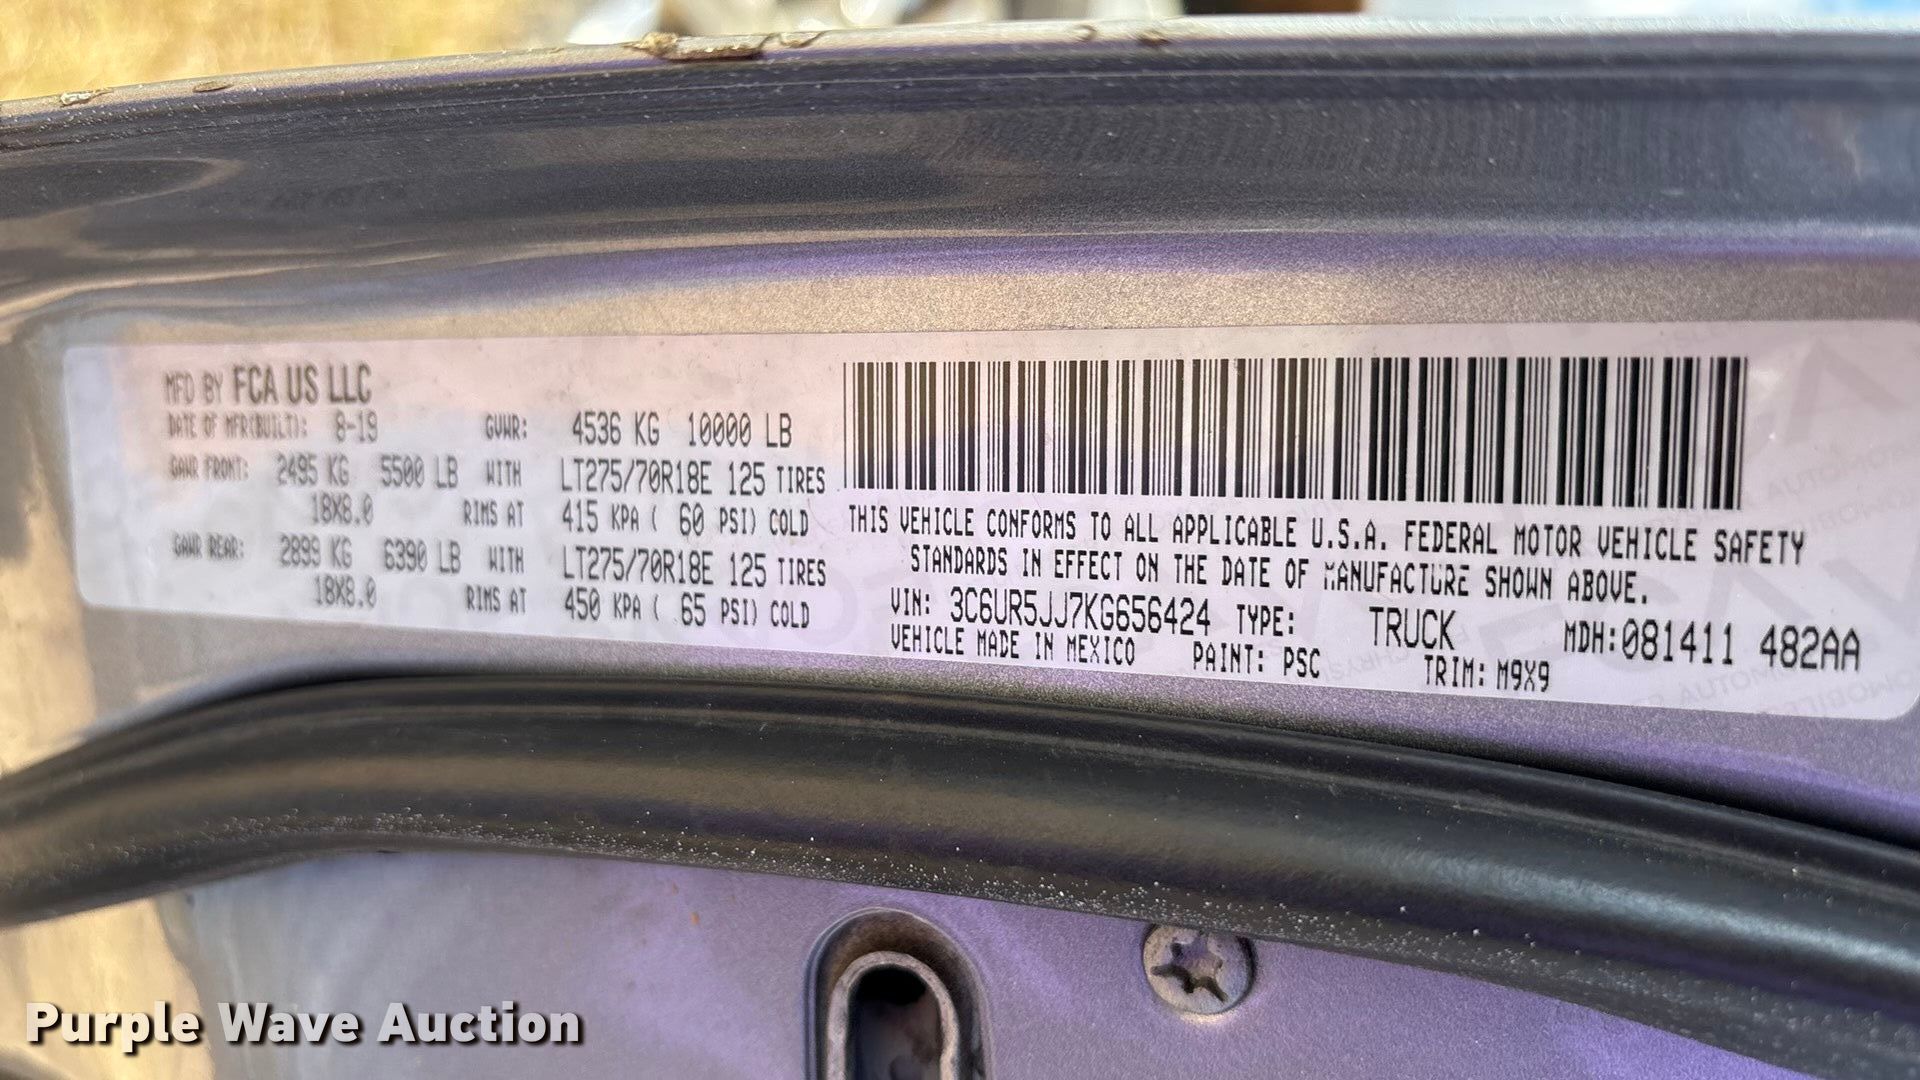 MFD BY FCA US LLC
DATE OF MFR(BUILT): 8-19 GVWR: 4536 KG 10000 LB
GAWR FRONT: 2495 KG 5500 LB WITH LT275/70R18E 125 TIRES
18X8.0 RIMS AT 415 KPA ( 60 PSI) COLD
GAWR REAR: 2899 KG 6390 LB WITH LT275/70R18E 125 TIRES
18X8.0 RIMS AT 450 KPA ( 65 PSI) COLD
THIS VEHICLE CONFORMS TO ALL APPLICABLE U.S.A. FEDERAL MOTOR VEHICLE SAFETY
STANDARDS IN EFFECT ON THE DATE OF MANUFACTURE SHOWN ABOVE.
VIN: 3C6UR5JJ7KG656424 TYPE: TRUCK MDH:081411 482AA
VEHICLE MADE IN MEXICO PAINT: PSC TRIM: M9X9
Purple Wave Auction